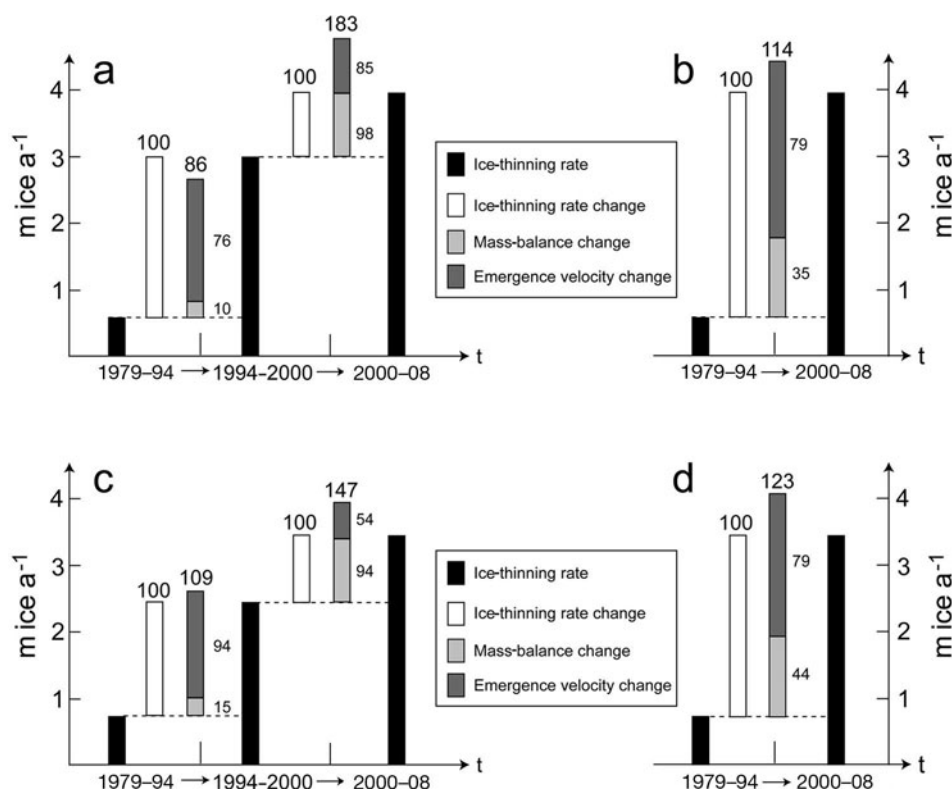 a
m ice a⁻¹
4
3
2
1
100
86
76
10
100
183
85
98
t
1979–94 → 1994–2000 → 2000–08
Ice-thinning rate
Ice-thinning rate change
Mass-balance change
Emergence velocity change
b
m ice a⁻¹
4
3
2
1
100
114
79
35
t
1979–94 → 2000–08
c
m ice a⁻¹
4
3
2
1
100
109
94
15
100
147
54
94
t
1979–94 → 1994–2000 → 2000–08
Ice-thinning rate
Ice-thinning rate change
Mass-balance change
Emergence velocity change
d
m ice a⁻¹
4
3
2
1
100
123
79
44
t
1979–94 → 2000–08